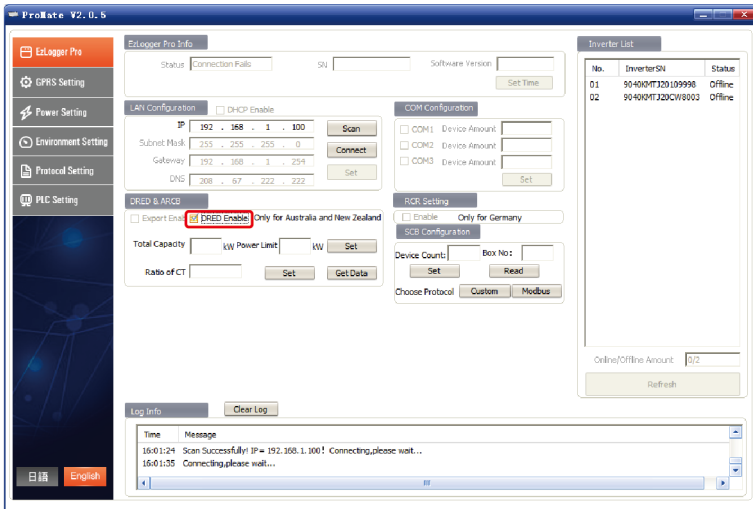 ProMate V2.0.5
EzLogger Pro
GPRS Setting
Power Setting
Environment Setting
Protocol Setting
PLC Setting
日語 English
EzLogger Pro Info
Status Connection Fails SN Software Version
Set Time
LAN Configuration DHCP Enable
IP 192 . 168 . 1 . 100 Scan
Subnet Mask 255 . 255 . 255 . 0
Connect
Gateway 192 . 168 . 1 . 254
Set
DNS 208 . 67 . 222 . 222
COM Configuration
COM1 Device Amount
COM2 Device Amount
COM3 Device Amount
Set
DRED & ARCB
Export Enab DRED Enable Only for Australia and New Zealand
Total Capacity kW Power Limit kW Set
Ratio of CT Set Get Data
RCR Setting
Enable Only for Germany
SCB Configuration
Device Count: Box No:
Set Read
Choose Protocol Custom Modbus
Inverter List
No. InverterSN Status
01 9040KMTJ20109998 Offline
02 9040KMTJ20CW8003 Offline
Online/Offline Amount 0/2
Refresh
Log Info Clear Log
Time Message
16:01:24 Scan Successfully! IP = 192.168.1.100! Connecting,please wait...
16:01:35 Connecting,please wait...